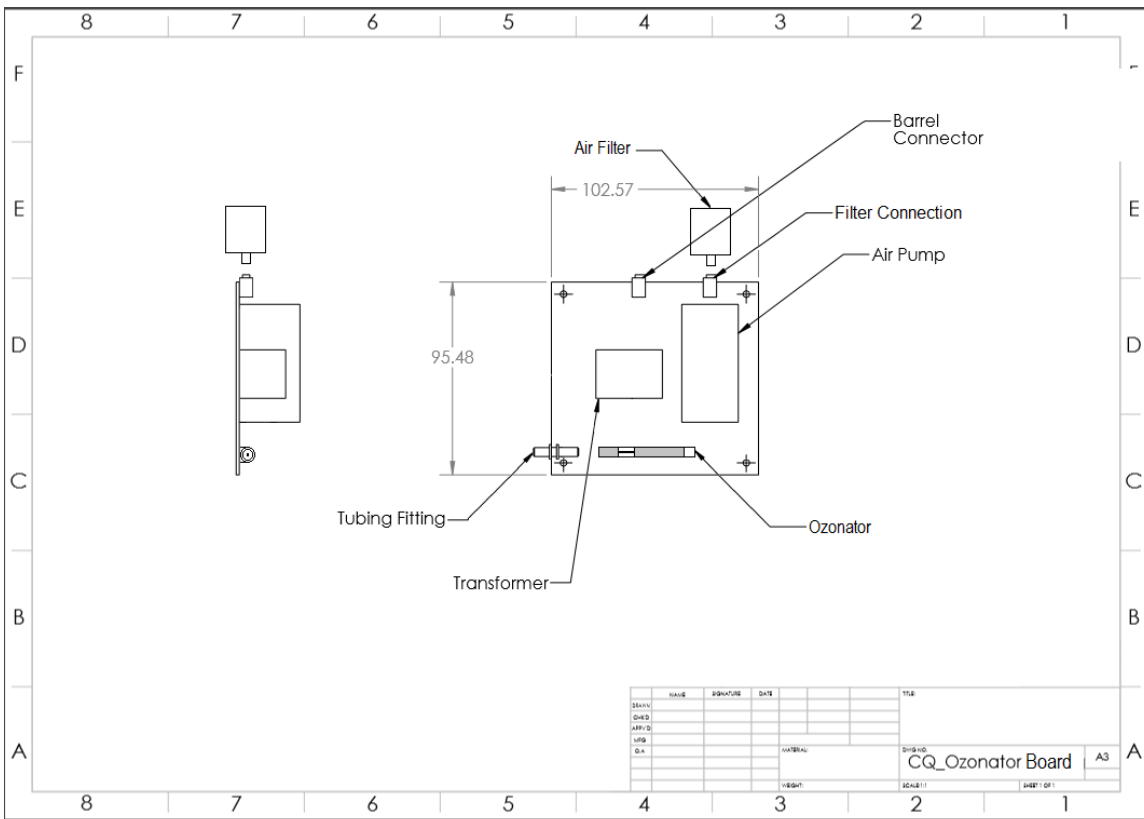 8 7 6 5 4 3 2 1
F
E
D
C
B
A
F
E
D
C
B
A
Barrel
Connector
Air Filter
102.57
Filter Connection
Air Pump
95.48
Tubing Fitting
Ozonator
Transformer
NAME SIGNATURE DATE
DRAWN
CHK'D
APPV'D
MFG
Q.A
MATERIAL:
WEIGHT:
TITLE:
DWG NO.
CQ_Ozonator Board
A3
SCALE:1:1
SHEET 1 OF 1
8 7 6 5 4 3 2 1